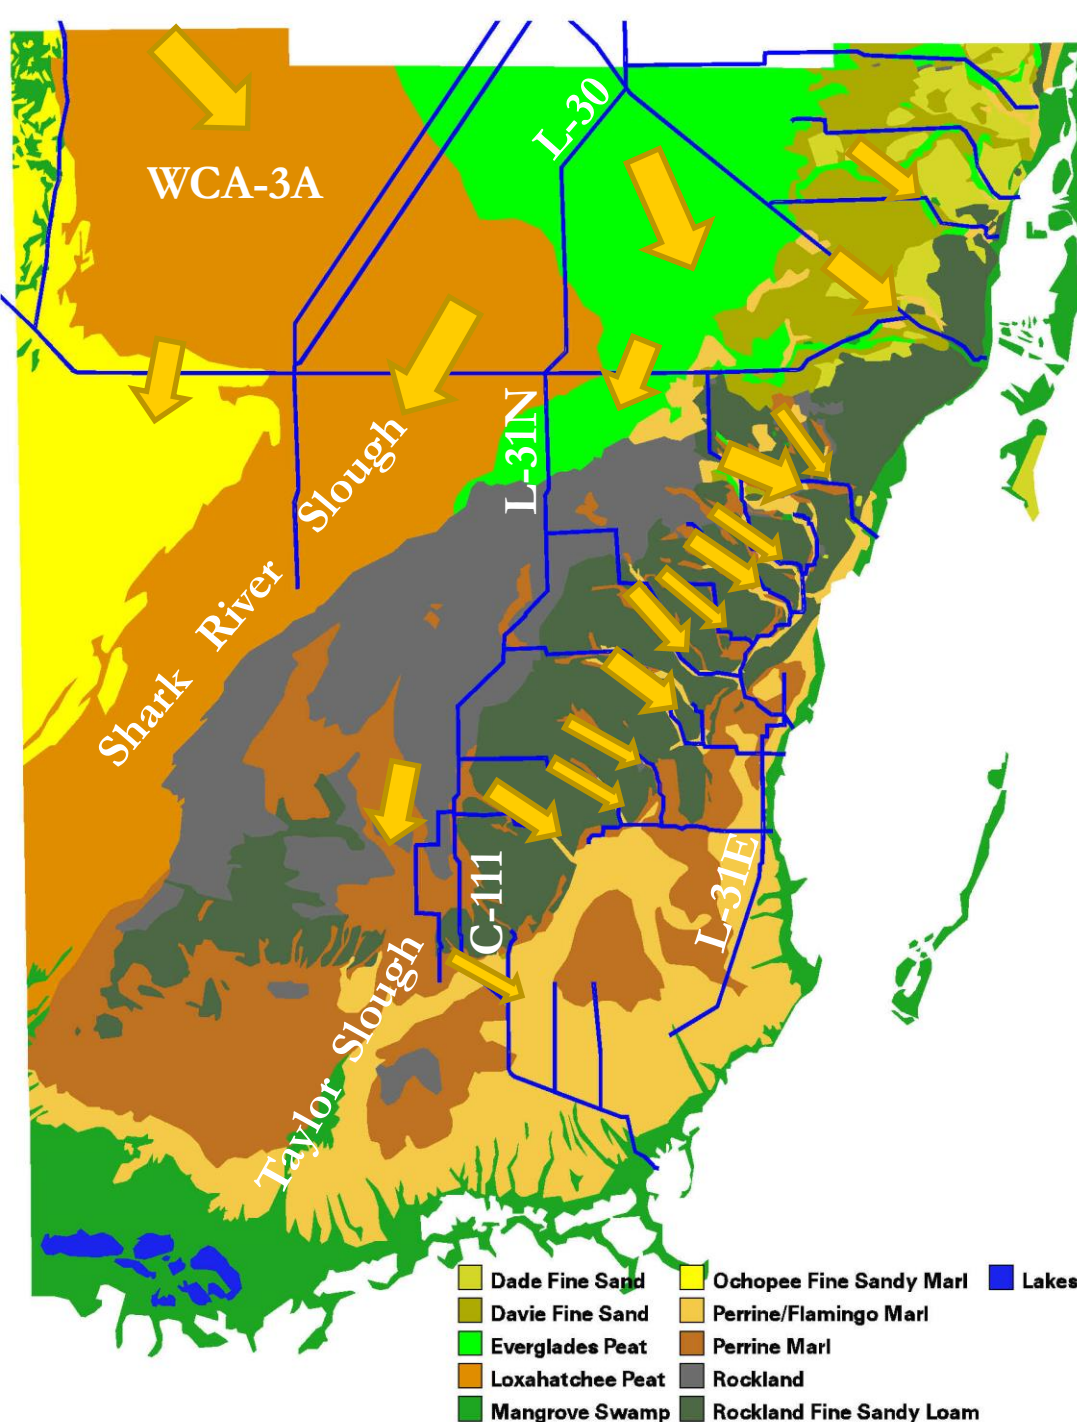 L-30
WCA-3A
L-31N
Shark River Slough
C-111
L-31E
Taylor Slough
Dade Fine Sand
Davie Fine Sand
Everglades Peat
Loxahatchee Peat
Mangrove Swamp
Ochopee Fine Sandy Marl
Perrine/Flamingo Marl
Perrine Marl
Rockland
Rockland Fine Sandy Loam
Lakes